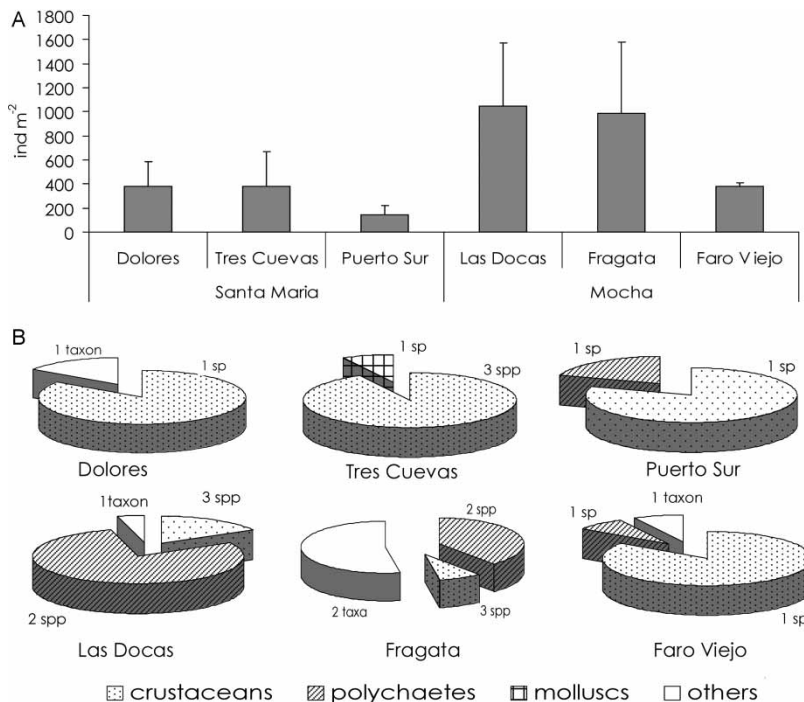 A
ind m-2
1800
1600
1400
1200
1000
800
600
400
200
0
Dolores Tres Cuevas Puerto Sur Las Docas Fragata Faro Viejo
Santa Maria Mocha
B
1 taxon 1 sp
Dolores
1 sp 3 spp
Tres Cuevas
1 sp 1 sp
Puerto Sur
1taxon 3 spp
2 spp
Las Docas
2 spp
2 taxa 3 spp
Fragata
1 taxon
1 sp
1 sp
Faro Viejo
crustaceans polychaetes molluscs others